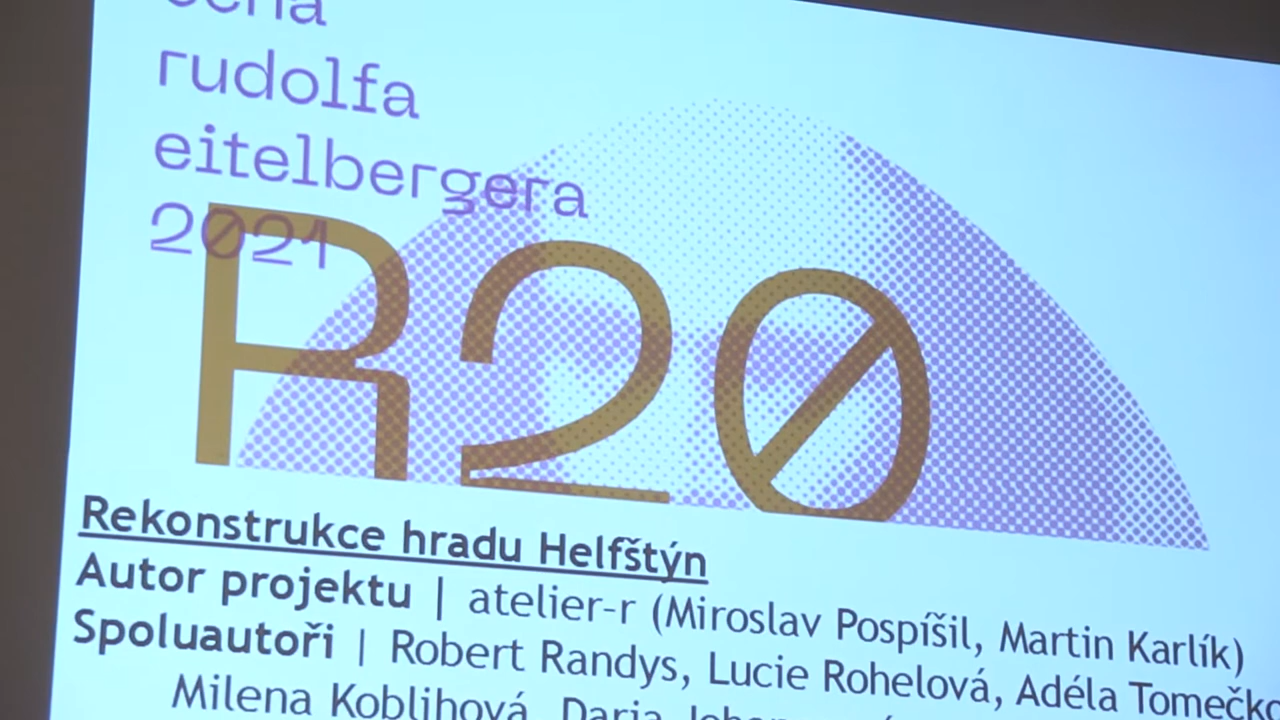 rudolfa
eitelbergera
2021
R20
Rekonstrukce hradu Helfštýn
Autor projektu | atelier-r (Miroslav Pospíšil, Martin Karlík)
Spoluautoři | Robert Randys, Lucie Rohelová, Adéla
Milena Koblihová,